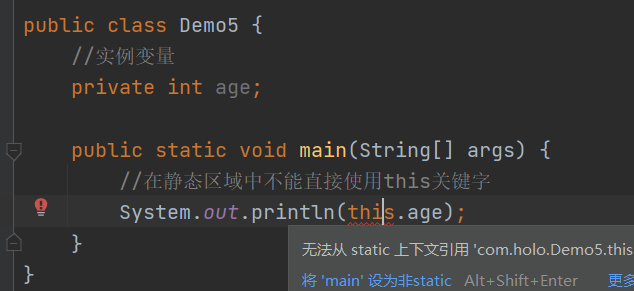 public class Demo5 {
//实例变量
private int age;
public static void main(String[] args) {
//在静态区域中不能直接使用this关键字
System.out.println(this.age);
}
无法从 static 上下文引用 'com.holo.Demo5.this
将 'main' 设为非static Alt+Shift+Enter 更多
}